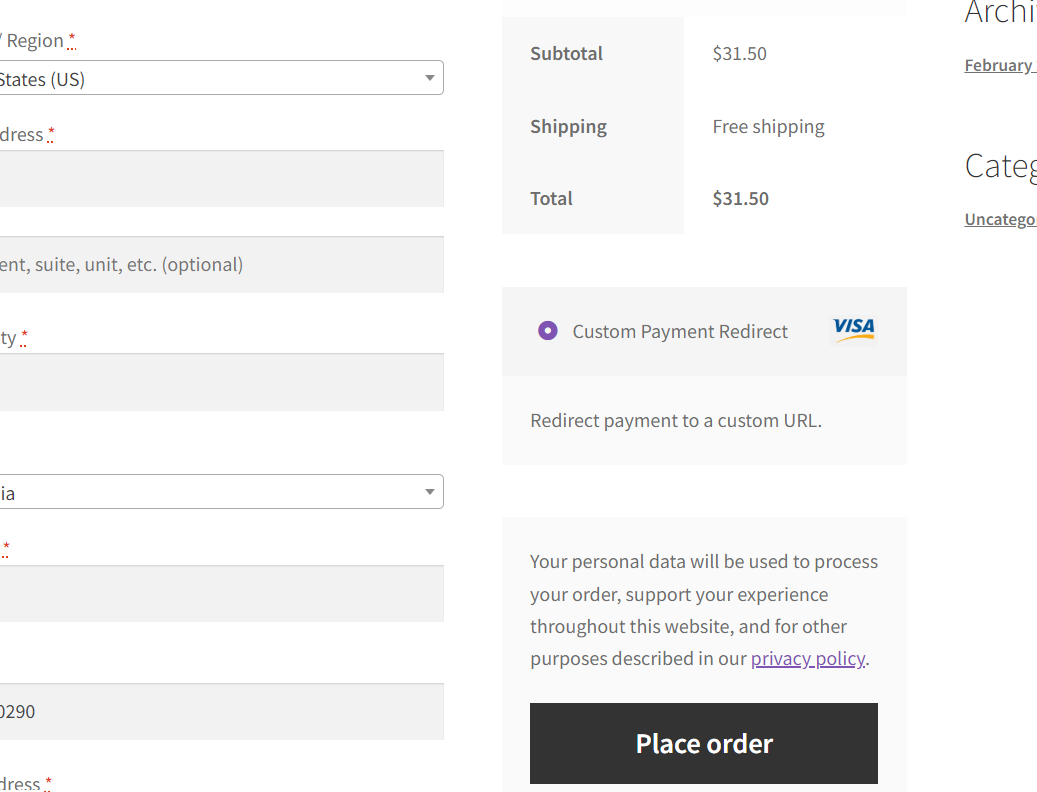 / Region *
States (US)
dress *
ent, suite, unit, etc. (optional)
ty *
ia
*
0290
dress *
Subtotal $31.50
Shipping Free shipping
Total $31.50
Custom Payment Redirect VISA
Redirect payment to a custom URL.
Your personal data will be used to process
your order, support your experience
throughout this website, and for other
purposes described in our privacy policy.
Place order
Archi
February
Categ
Uncatego